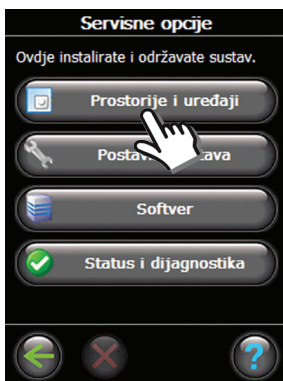 Servisne opcije
Ovdje instalirate i održavate sustav.
Prostorije i uređaji
Softver
Status i dijagnostika
?